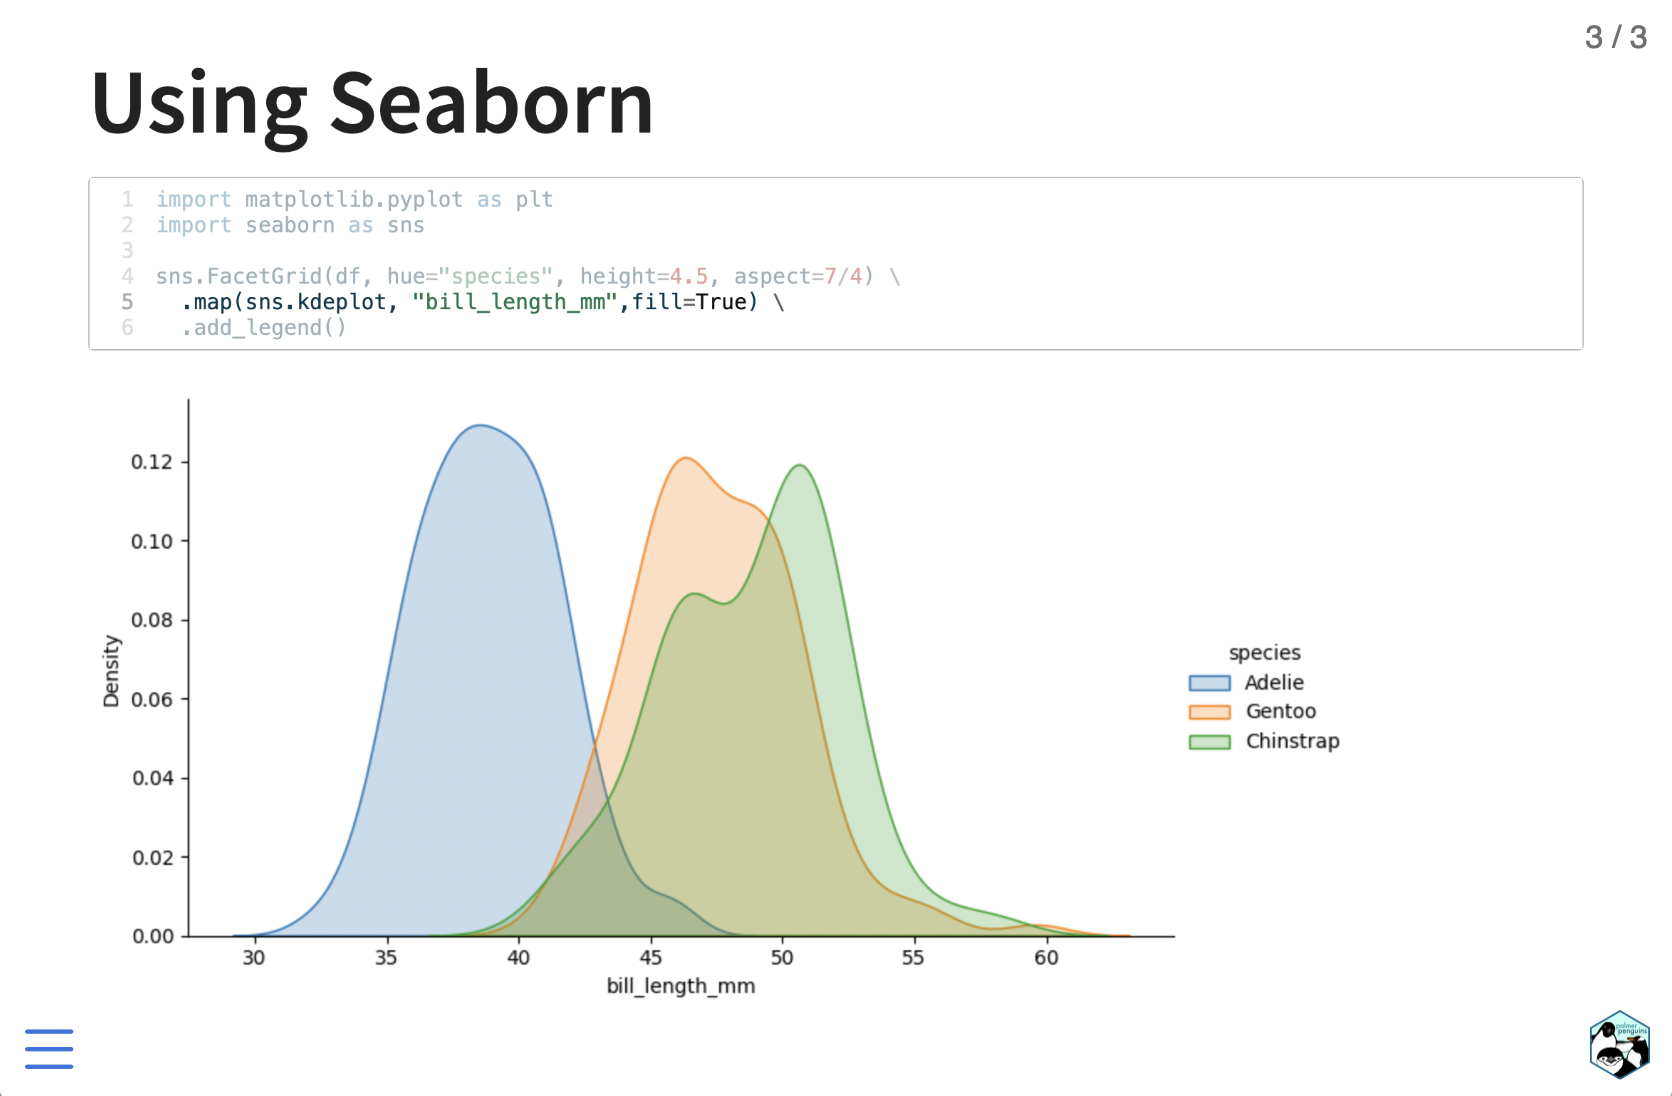 3 / 3
Using Seaborn
1 import matplotlib.pyplot as plt
2 import seaborn as sns
3
4 sns.FacetGrid(df, hue="species", height=4.5, aspect=7/4) \
5   .map(sns.kdeplot, "bill_length_mm",fill=True) \
6   .add_legend()
0.12
0.10
0.08
0.06
0.04
0.02
0.00
Density
30 35 40 45 50 55 60
bill_length_mm
species
Adelie
Gentoo
Chinstrap
palmer
penguins